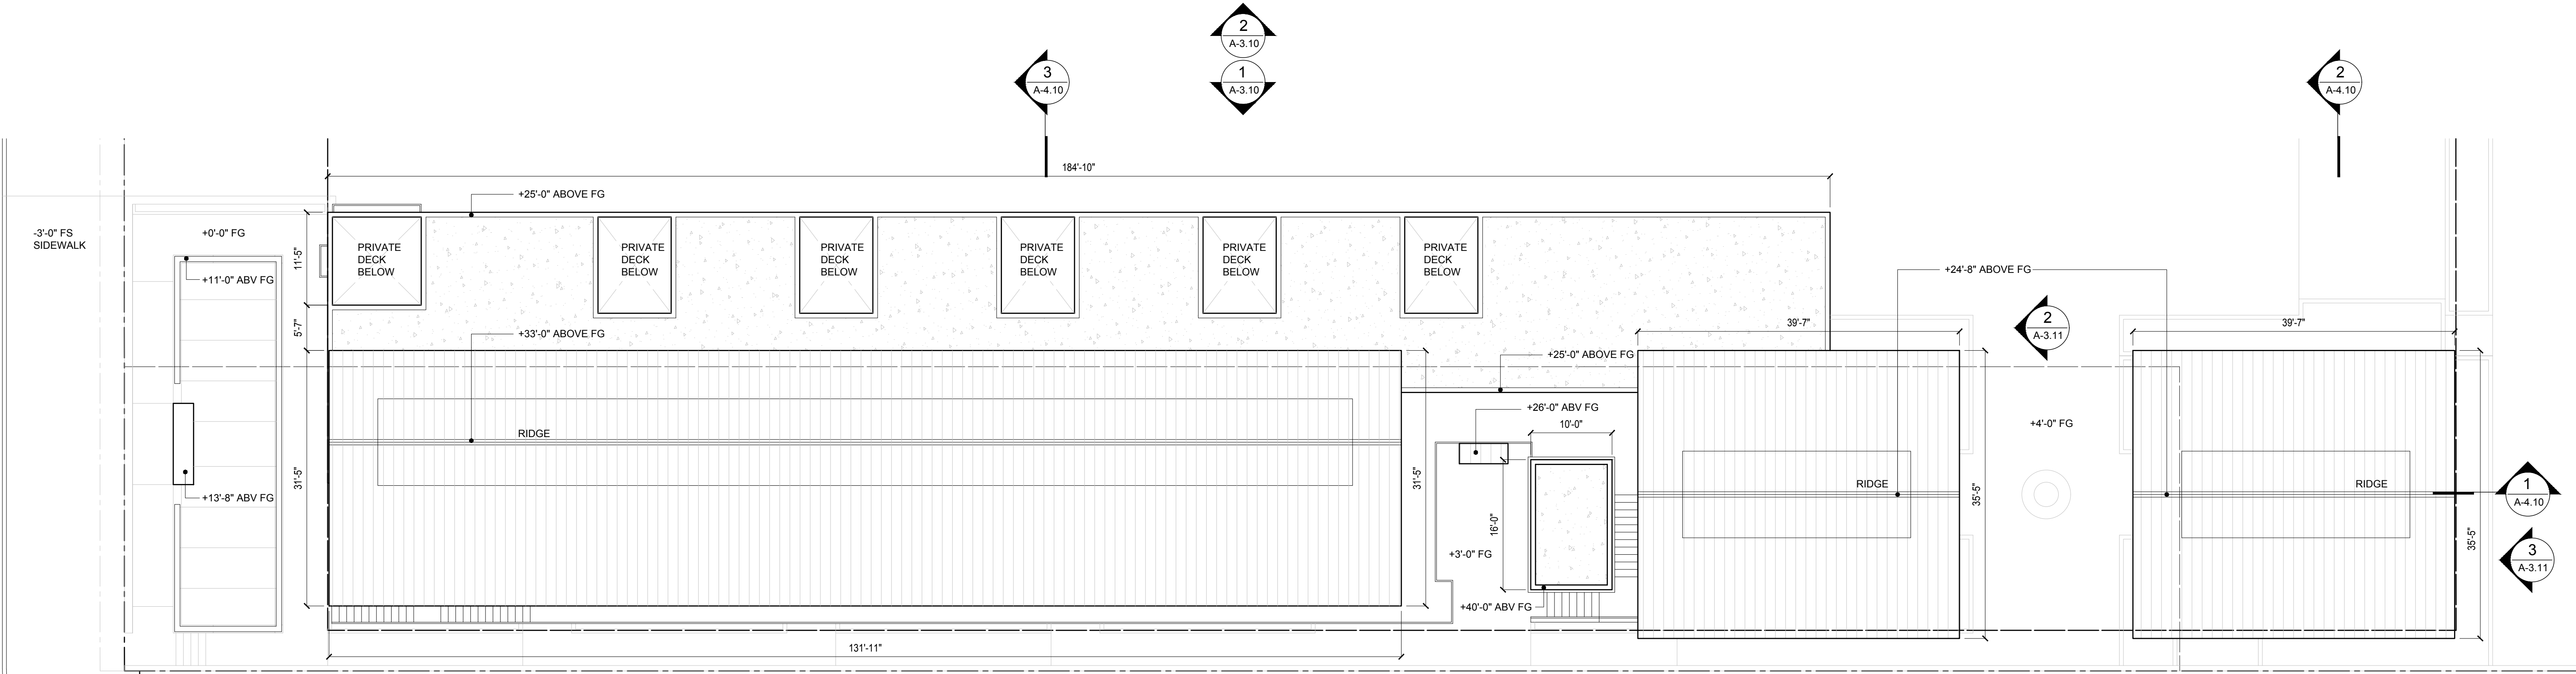 2
A-3.10
1
A-3.10
3
A-4.10
2
A-4.10
184'-10"
+25'-0" ABOVE FG
-3'-0" FS
SIDEWALK
+0'-0" FG
+11'-0" ABV FG
11'-5"
5'-7"
PRIVATE
DECK
BELOW
PRIVATE
DECK
BELOW
PRIVATE
DECK
BELOW
PRIVATE
DECK
BELOW
PRIVATE
DECK
BELOW
PRIVATE
DECK
BELOW
+24'-8" ABOVE FG
2
A-3.11
39'-7"
39'-7"
+33'-0" ABOVE FG
+25'-0" ABOVE FG
+26'-0" ABV FG
10'-0"
+4'-0" FG
RIDGE
31'-5"
31'-5"
16'-0"
RIDGE
35'-5"
RIDGE
35'-5"
1
A-4.10
+13'-8" ABV FG
+3'-0" FG
3
A-3.11
+40'-0" ABV FG
131'-11"